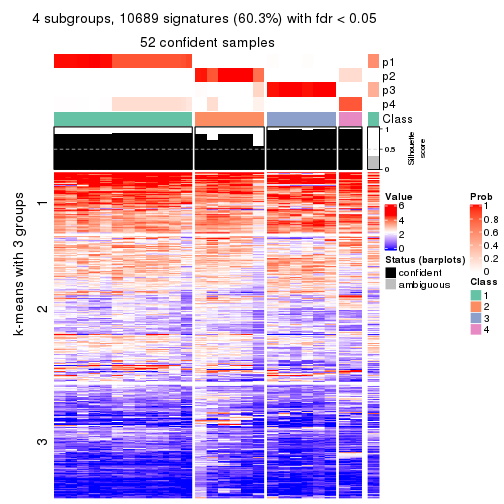 4 subgroups, 10689 signatures (60.3%) with fdr < 0.05
52 confident samples
p1
p2
p3
p4
Class
1
0.5
0
Silhouette
score
k-means with 3 groups
1
2
3
Value
6
4
2
0
Status (barplots)
confident
ambiguous
Prob
1
0.8
0.6
0.4
0.2
0
Class
1
2
3
4